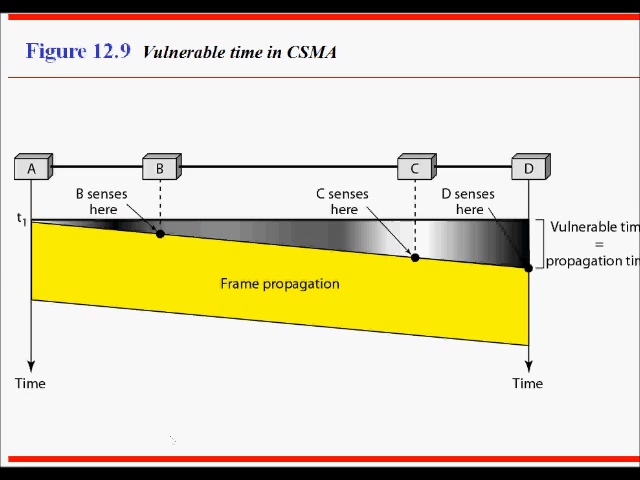 Figure 12.9 Vulnerable time in CSMA
A B C D
B senses
here
C senses
here
D senses
here
t1
Vulnerable tim
=
propagation tim
Frame propagation
Time
Time